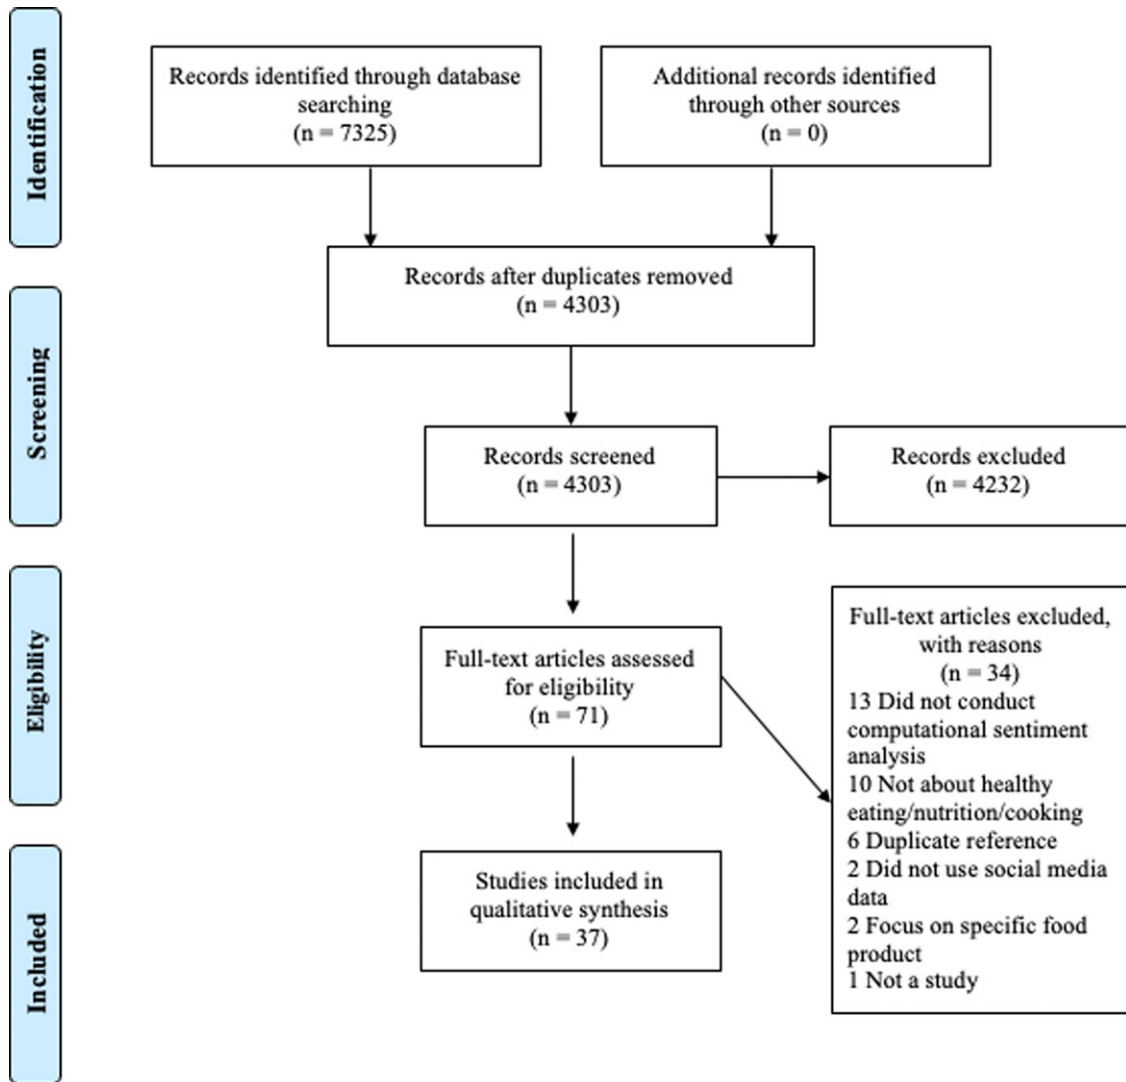 Identification
Records identified through database
searching
(n = 7325)
Additional records identified
through other sources
(n = 0)
Records after duplicates removed
(n = 4303)
Screening
Records screened
(n = 4303)
Records excluded
(n = 4232)
Eligibility
Full-text articles assessed
for eligibility
(n = 71)
Full-text articles excluded,
with reasons
(n = 34)
13 Did not conduct
computational sentiment
analysis
10 Not about healthy
eating/nutrition/cooking
6 Duplicate reference
2 Did not use social media
data
2 Focus on specific food
product
1 Not a study
Included
Studies included in
qualitative synthesis
(n = 37)